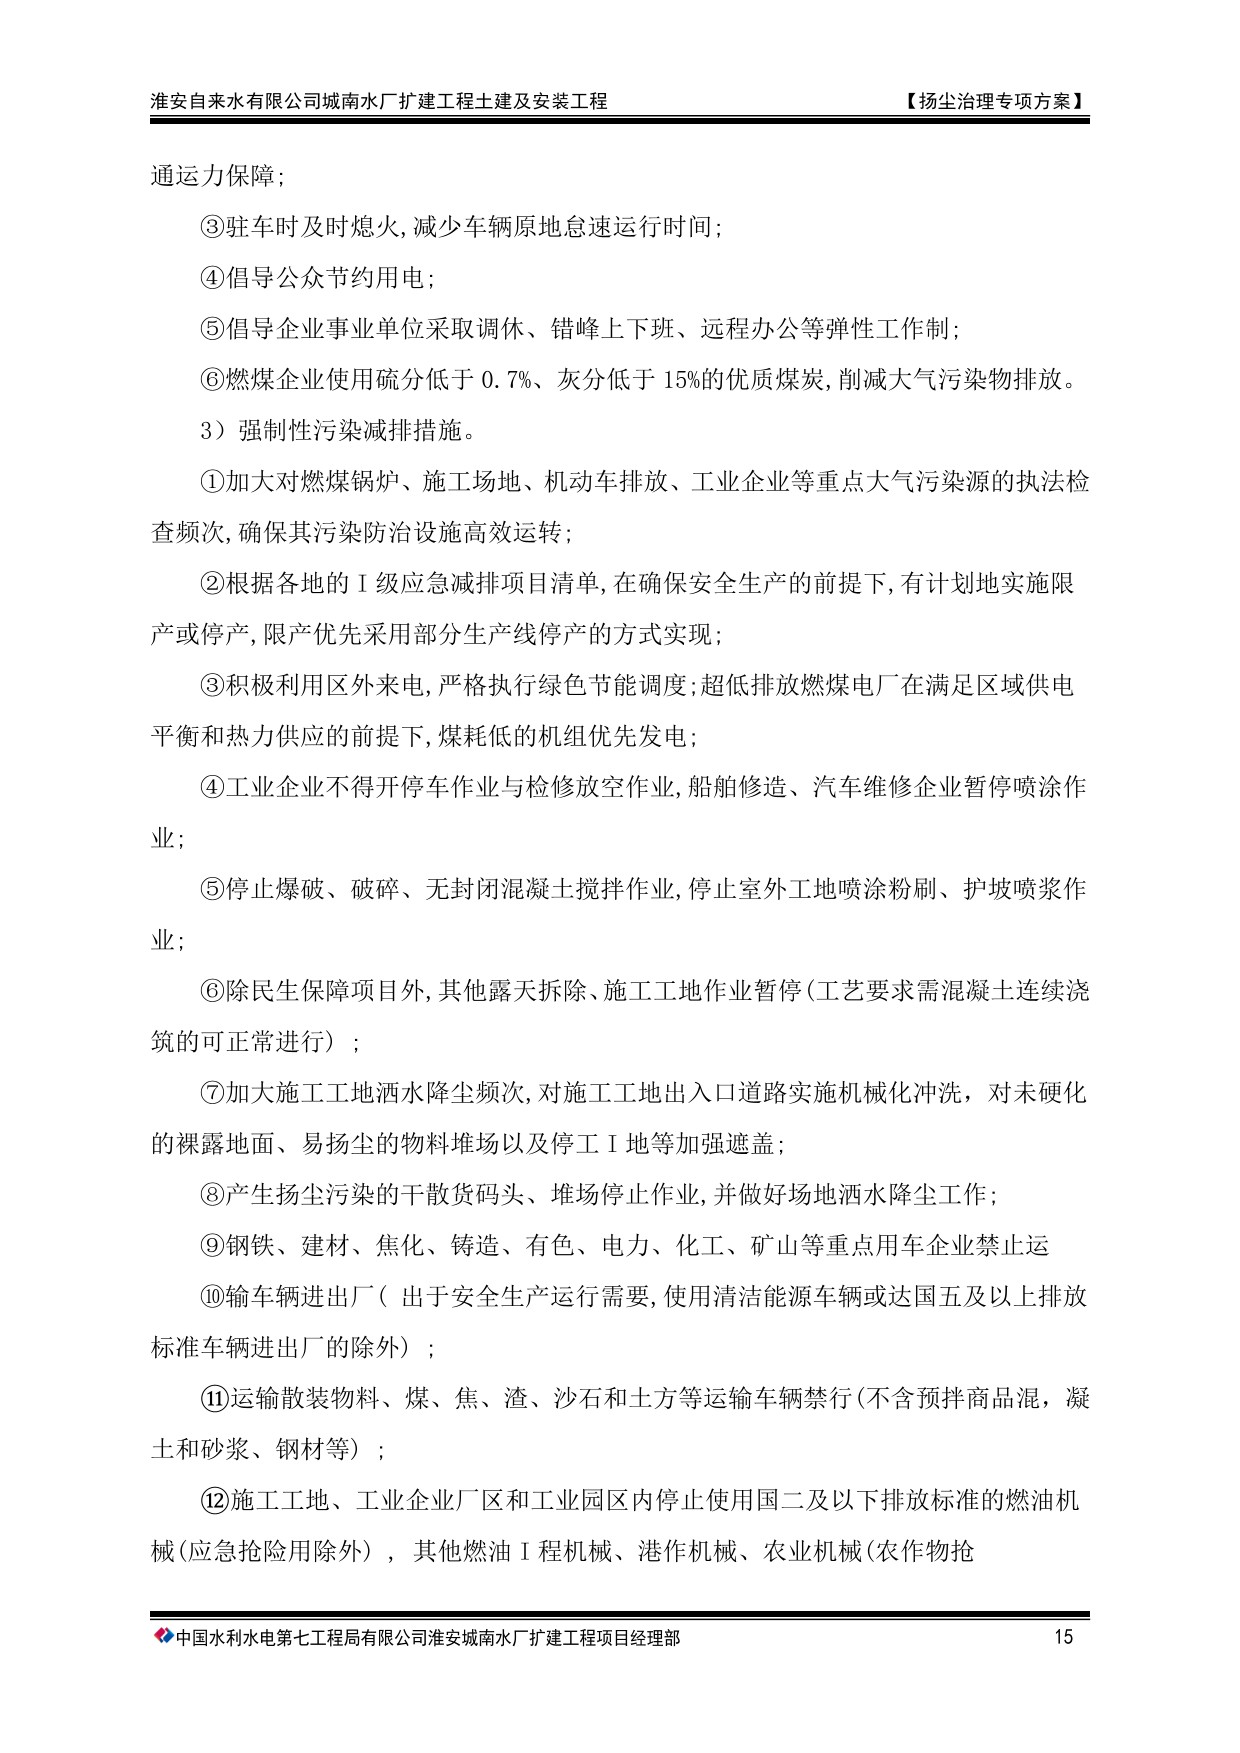 淮安自来水有限公司城南水厂扩建工程土建及安装工程 【扬尘治理专项方案】
通运力保障;
③驻车时及时熄火,减少车辆原地怠速运行时间;
④倡导公众节约用电;
⑤倡导企业事业单位采取调休、错峰上下班、远程办公等弹性工作制;
⑥燃煤企业使用硫分低于 0.7%、灰分低于 15%的优质煤炭,削减大气污染物排放。
3）强制性污染减排措施。
①加大对燃煤锅炉、施工场地、机动车排放、工业企业等重点大气污染源的执法检
查频次,确保其污染防治设施高效运转;
②根据各地的 I 级应急减排项目清单,在确保安全生产的前提下,有计划地实施限
产或停产,限产优先采用部分生产线停产的方式实现;
③积极利用区外来电,严格执行绿色节能调度;超低排放燃煤电厂在满足区域供电
平衡和热力供应的前提下,煤耗低的机组优先发电;
④工业企业不得开停车作业与检修放空作业,船舶修造、汽车维修企业暂停喷涂作
业;
⑤停止爆破、破碎、无封闭混凝土搅拌作业,停止室外工地喷涂粉刷、护坡喷浆作
业;
⑥除民生保障项目外,其他露天拆除、施工工地作业暂停(工艺要求需混凝土连续浇
筑的可正常进行) ;
⑦加大施工工地洒水降尘频次,对施工工地出入口道路实施机械化冲洗，对未硬化
的裸露地面、易扬尘的物料堆场以及停工 I 地等加强遮盖;
⑧产生扬尘污染的干散货码头、堆场停止作业,并做好场地洒水降尘工作;
⑨钢铁、建材、焦化、铸造、有色、电力、化工、矿山等重点用车企业禁止运
⑩输车辆进出厂( 出于安全生产运行需要,使用清洁能源车辆或达国五及以上排放
标准车辆进出厂的除外) ;
⑪运输散装物料、煤、焦、渣、沙石和土方等运输车辆禁行(不含预拌商品混，凝
土和砂浆、钢材等) ;
⑫施工工地、工业企业厂区和工业园区内停止使用国二及以下排放标准的燃油机
械(应急抢险用除外) , 其他燃油 I 程机械、港作机械、农业机械(农作物抢
中国水利水电第七工程局有限公司淮安城南水厂扩建工程项目经理部 15